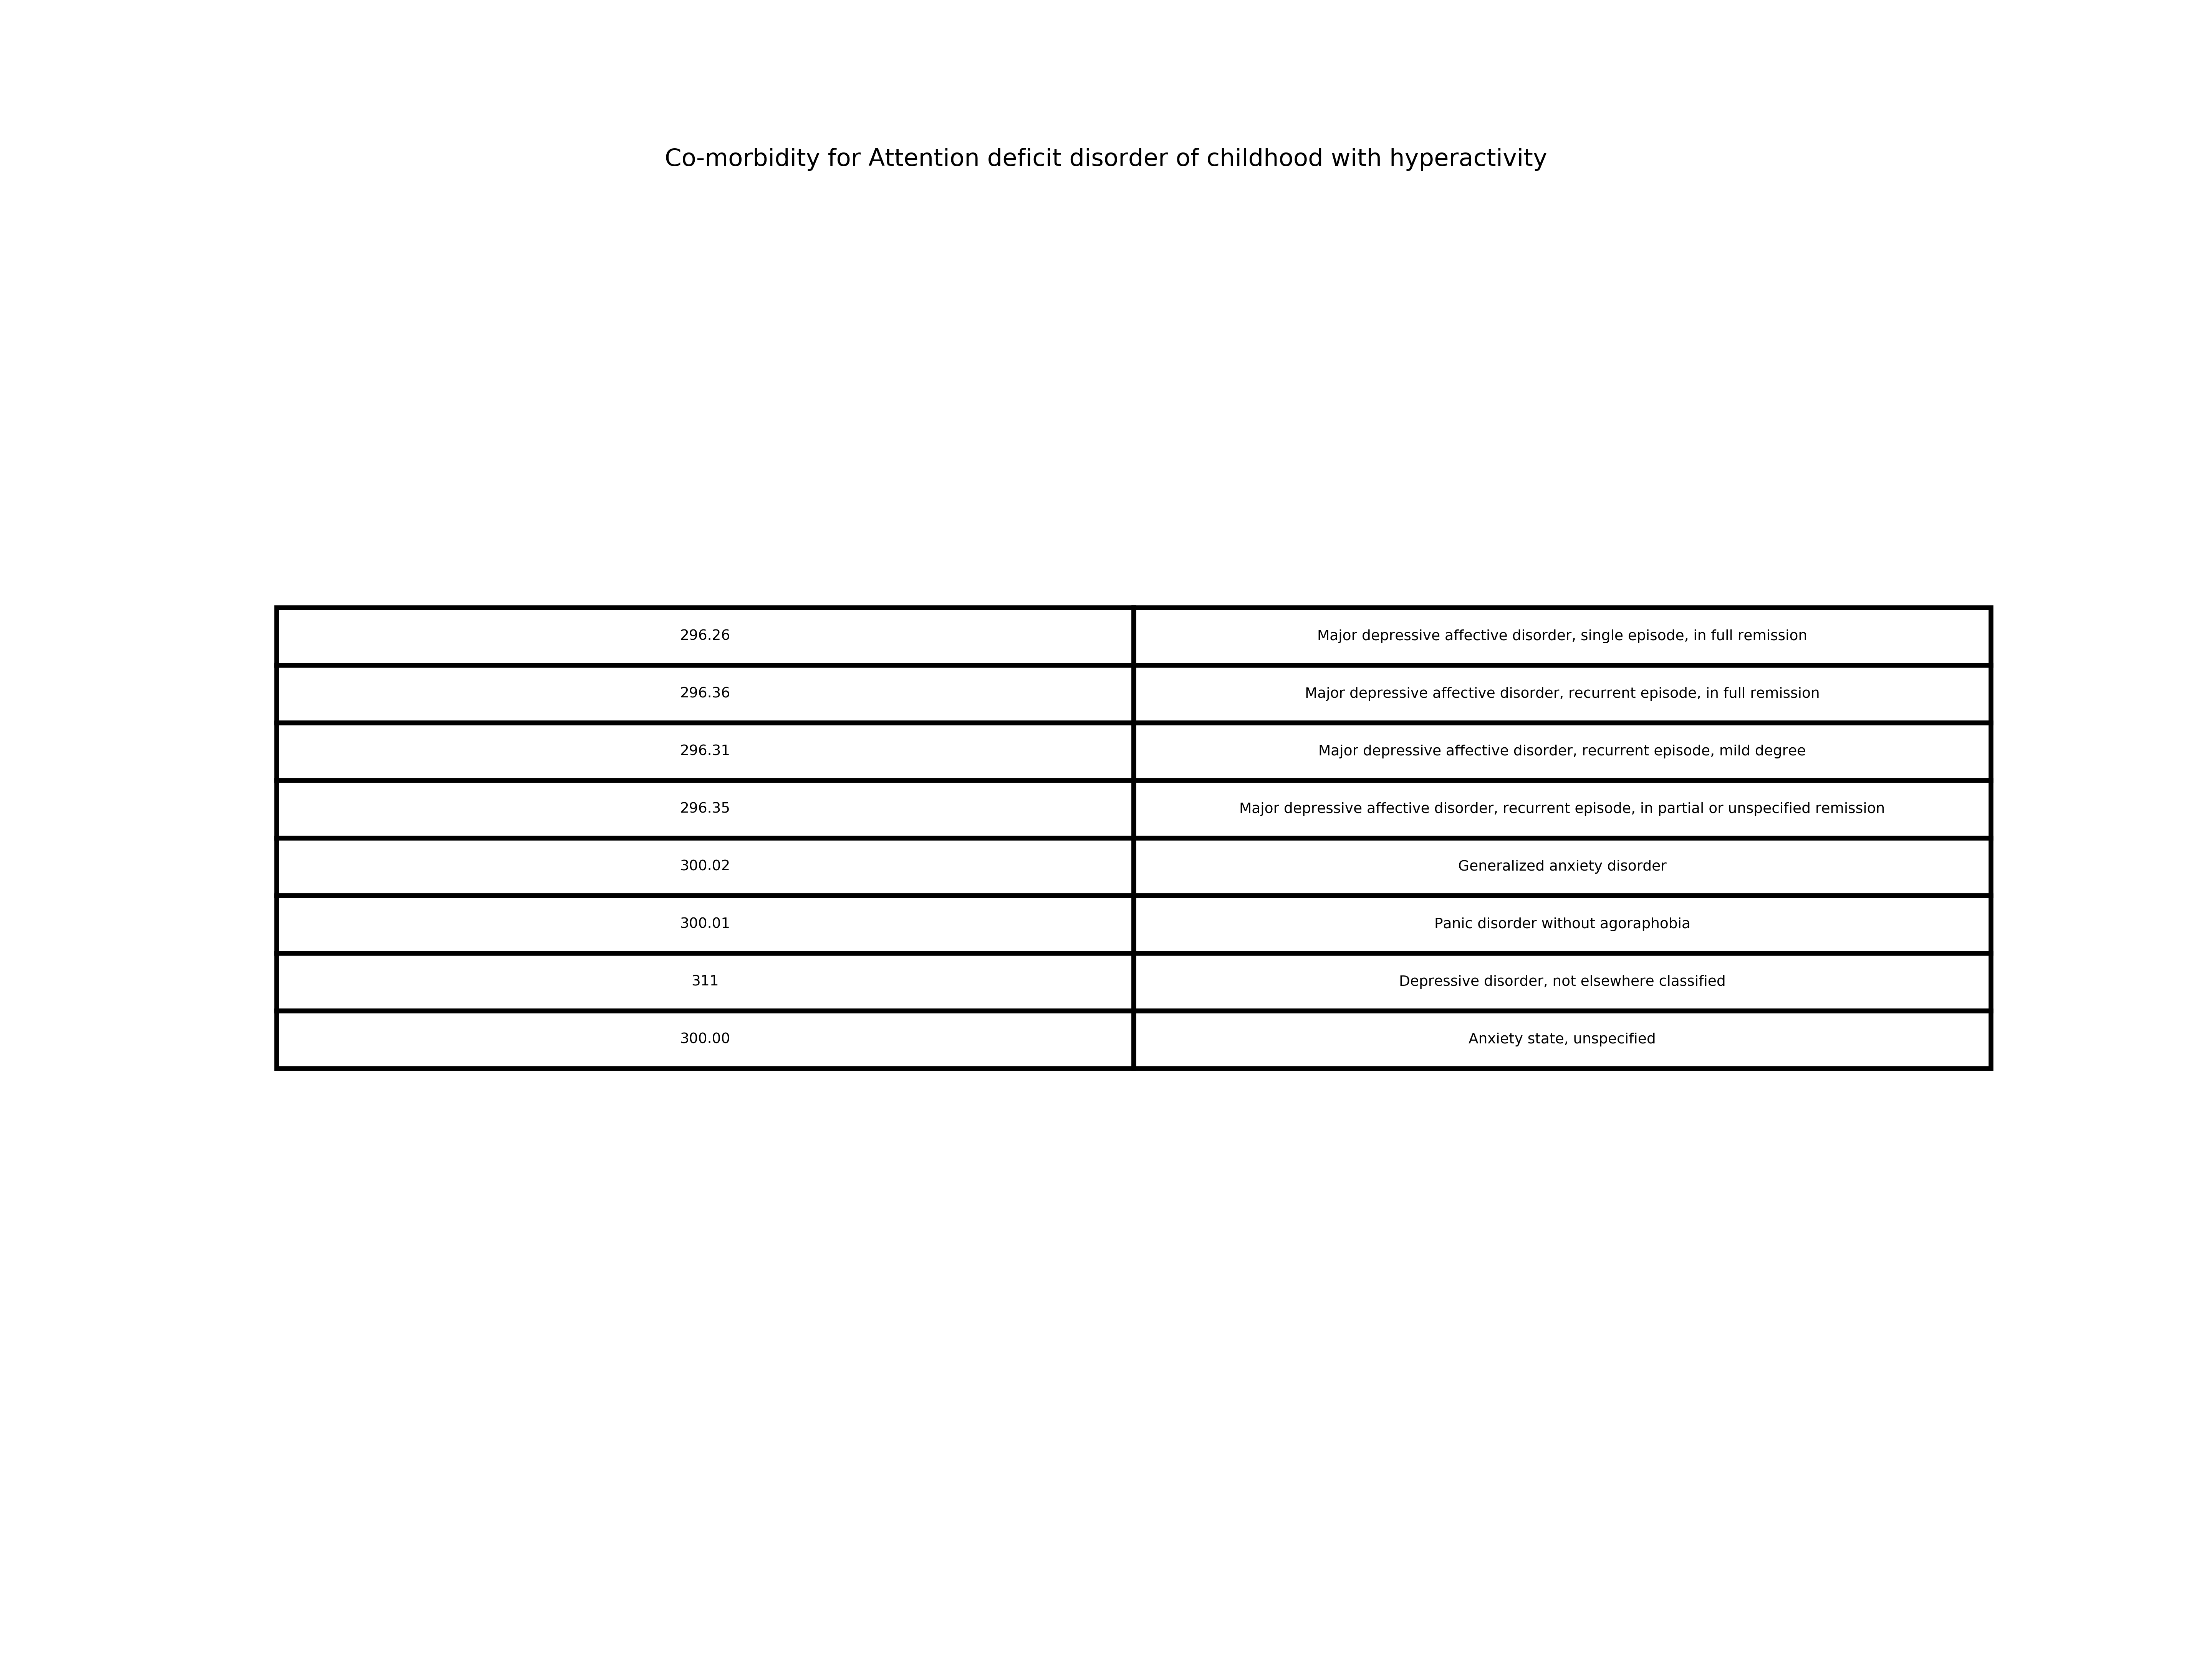 Co-morbidity for Attention deficit disorder of childhood with hyperactivity
296.26 Major depressive affective disorder, single episode, in full remission
296.36 Major depressive affective disorder, recurrent episode, in full remission
296.31 Major depressive affective disorder, recurrent episode, mild degree
296.35 Major depressive affective disorder, recurrent episode, in partial or unspecified remission
300.02 Generalized anxiety disorder
300.01 Panic disorder without agoraphobia
311 Depressive disorder, not elsewhere classified
300.00 Anxiety state, unspecified